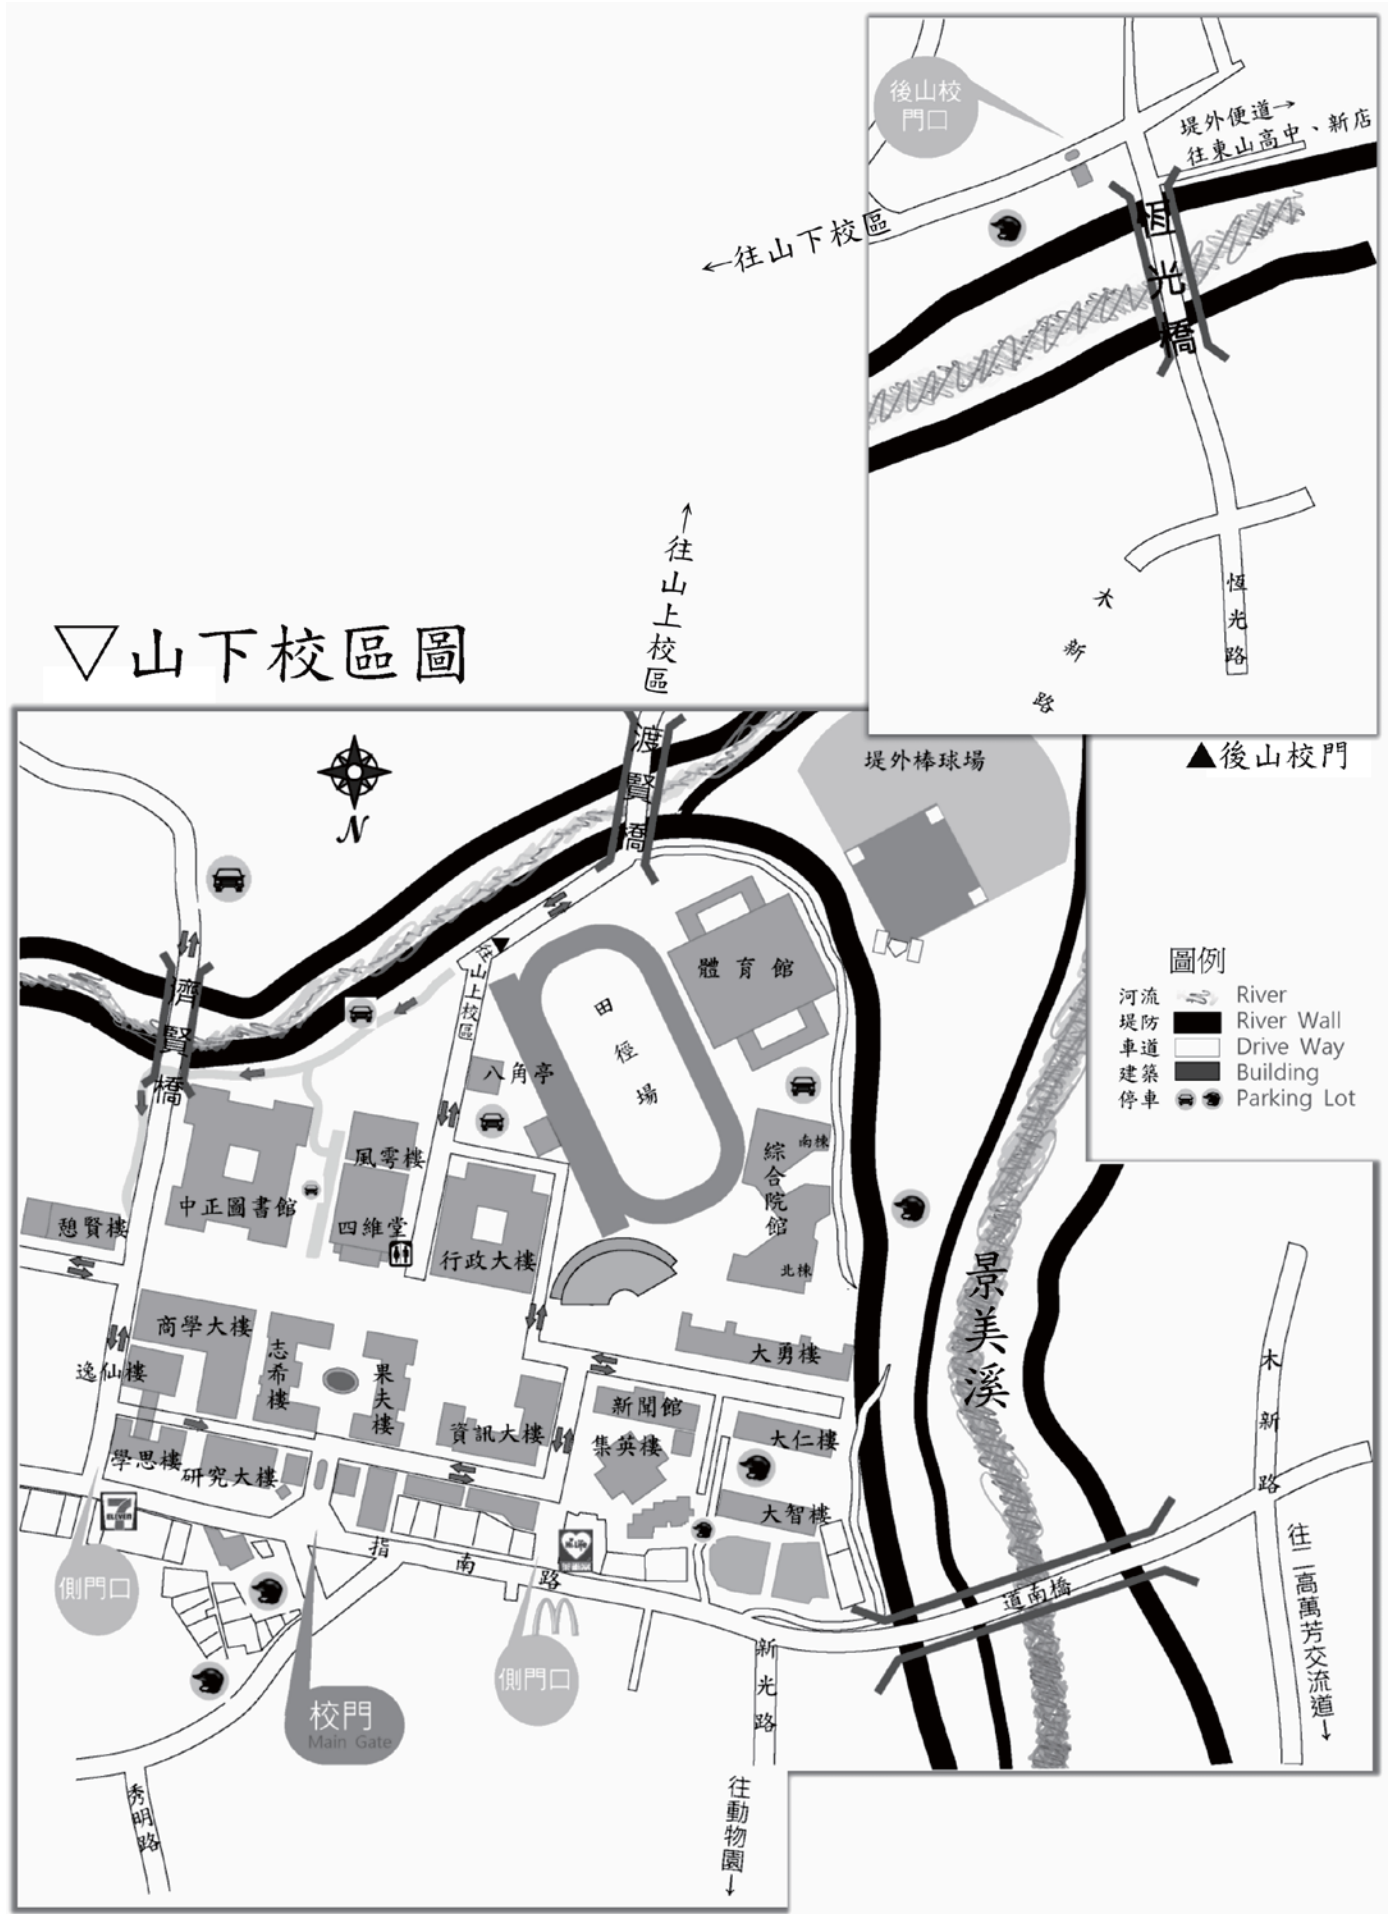 後山校
門口
堤外便道→
往東山高中、新店
←往山下校區
恆光橋
恆光路
木新路
▲後山校門
←往山上校區
▽山下校區圖
N
渡賢橋
堤外棒球場
往山上校區
濟賢橋
體育館
田徑場
八角亭
風雩樓
南棟
綜合院館
北棟
中正圖書館
四維堂
行政大樓
憩賢樓
商學大樓
志希樓
果夫樓
逸仙樓
大勇樓
新聞館
資訊大樓
集英樓
大仁樓
學思樓
研究大樓
大智樓
7
ELEVEN
Hi-Life
指南路
側門口
側門口
校門
Main Gate
道南橋
新光路
秀明路
往動物園→
景美溪
木新路
往二高萬芳交流道→
圖例
河流 River
堤防 River Wall
車道 Drive Way
建築 Building
停車 Parking Lot